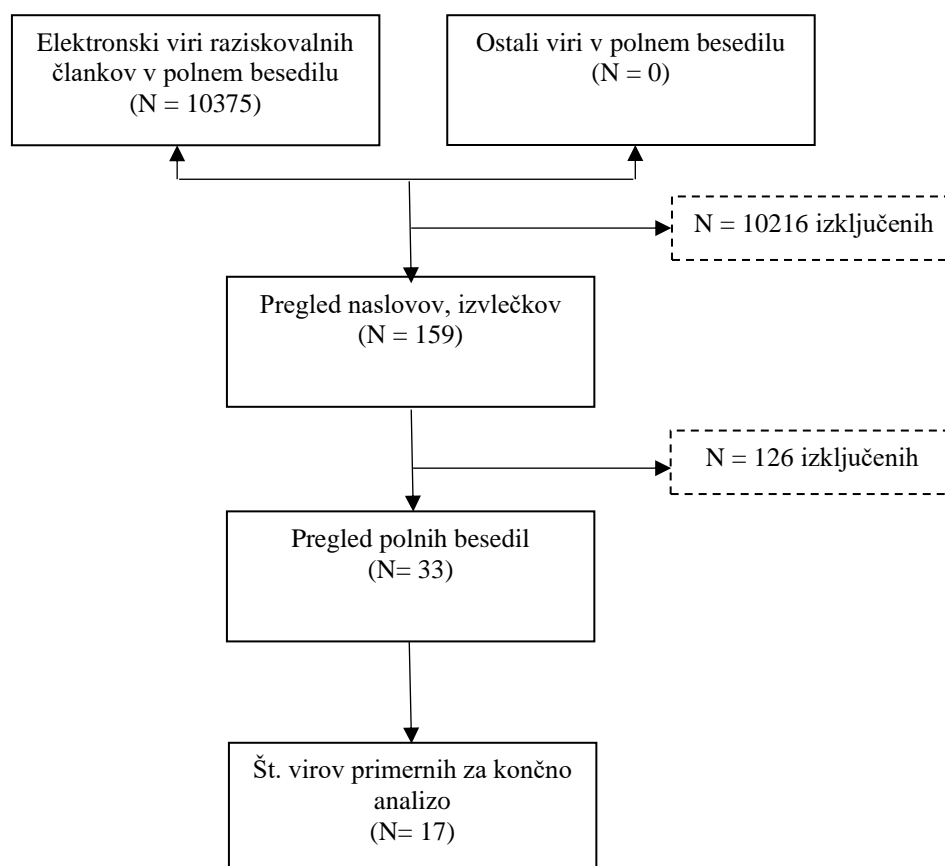 Elektronski viri raziskovalnih
člankov v polnem besedilu
(N = 10375)
Ostali viri v polnem besedilu
(N = 0)
N = 10216 izključenih
Pregled naslovov, izvlečkov
(N = 159)
N = 126 izključenih
Pregled polnih besedil
(N= 33)
Št. virov primernih za končno
analizo
(N= 17)